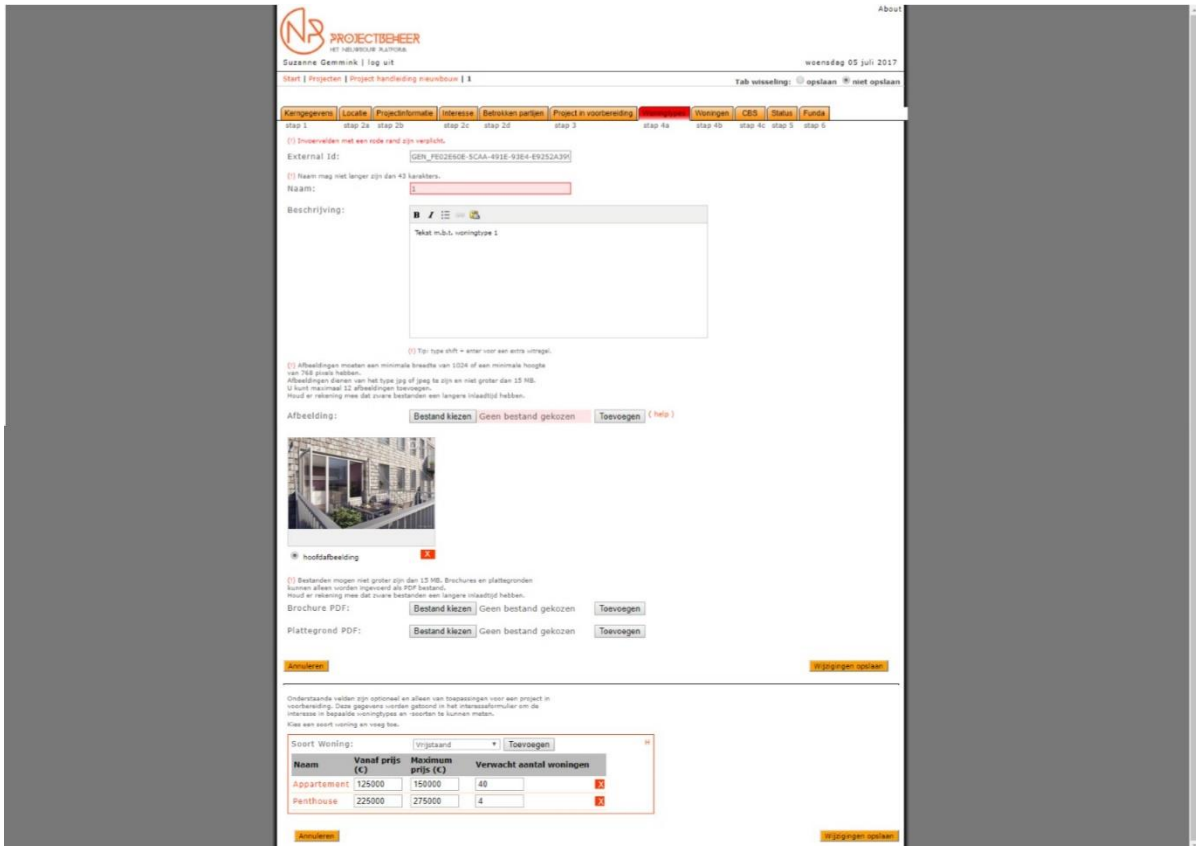 About
NB PROJECTBEHEER
HET NIEUWBOUW PLATFORM
Suzanne Gemmink | log uit
woensdag 05 juli 2017
Start | Projecten | Project handleiding nieuwbouw | 1
Tab wisseling: opslaan niet opslaan
Kerngegevens Locatie Projectinformatie Interesse Betrokken partijen Project in voorbereiding Woningtypes Woningen CBS Status Funda
stap 1 stap 2a stap 2b stap 2c stap 2d stap 3 stap 4a stap 4b stap 4c stap 5 stap 6
(!) Invoervelden met een rode rand zijn verplicht.
External Id: GEN_FE02E60E-5CAA-491E-93E4-E9252A39
(!) Naam mag niet langer zijn dan 43 karakters.
Naam: 1
Beschrijving:
B I
Tekst m.b.t. woningtype 1
(!) Tip: type shift + enter voor een extra witregel.
(!) Afbeeldingen moeten een minimale breedte van 1024 of een minimale hoogte
van 768 pixels hebben.
Afbeeldingen dienen van het type jpg of jpeg te zijn en niet groter dan 15 MB.
U kunt maximaal 12 afbeeldingen toevoegen.
Houd er rekening mee dat zware bestanden een langere inlaadtijd hebben.
Afbeelding: Bestand kiezen Geen bestand gekozen Toevoegen ( help )
hoofdafbeelding X
(!) Bestanden mogen niet groter zijn dan 15 MB. Brochures en plattegronden
kunnen alleen worden ingevoerd als PDF bestand.
Houd er rekening mee dat zware bestanden een langere inlaadtijd hebben.
Brochure PDF: Bestand kiezen Geen bestand gekozen Toevoegen
Plattegrond PDF: Bestand kiezen Geen bestand gekozen Toevoegen
Annuleren Wijzigingen opslaan
Onderstaande velden zijn optioneel en alleen van toepassingen voor een project in
voorbereiding. Deze gegevens worden getoond in het interesseformulier om de
interesse in bepaalde woningtypes en -soorten te kunnen meten.
Kies een soort woning en voeg toe.
Soort Woning: Vrijstaand Toevoegen
Naam Vanaf prijs (€) Maximum prijs (€) Verwacht aantal woningen
Appartement 125000 150000 40 X
Penthouse 225000 275000 4 X
Annuleren Wijzigingen opslaan